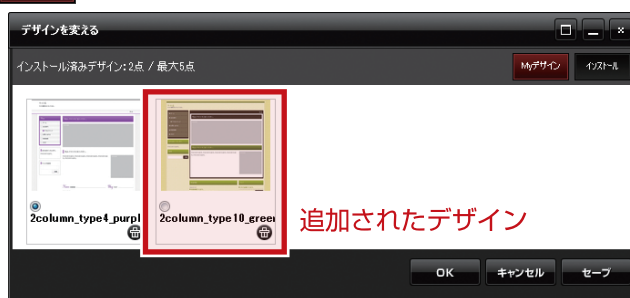 デザインを変える
インストール済みデザイン:2点 / 最大5点
Myデザイン
インストール
2column_type4_purpl
2column_type10_green
追加されたデザイン
OK
キャンセル
セーブ